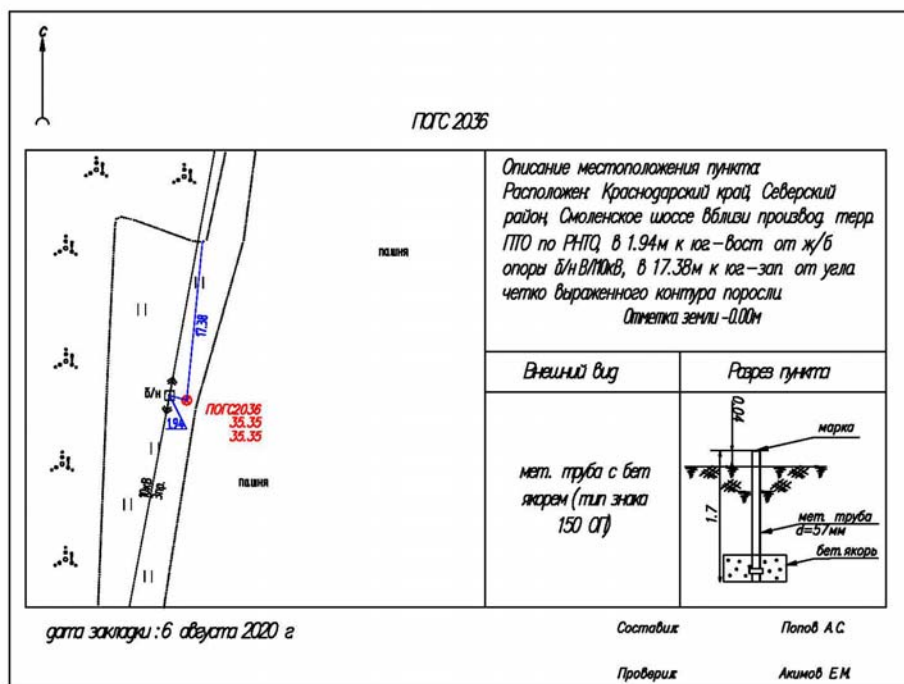 С
ПОГС 2036
Описание местоположения пункта:
Расположен: Краснодарский край, Северский
район, Смоленское шоссе вблизи производ. терр.
ПТО по РНТО, в 1.94м к юг-вост. от ж/б
опоры б/н ВЛ10кВ, в 17.38м к юг-зап. от угла
четко выраженного контура поросли.
Отметка земли -0.00м
Внешний вид
Разрез пункта
мет. труба с бет.
якорем (тип знака
150 ОП)
0.04
марка
1.7
мет. труба
d=57мм
бет. якорь
пашня
17.38
б/н
1.94
ПОГС2036
35.35
35.35
10кВ
3пр.
пашня
дата закладки : 6 августа 2020 г.
Составил: Попов А.С.
Проверил: Акимов Е.М.